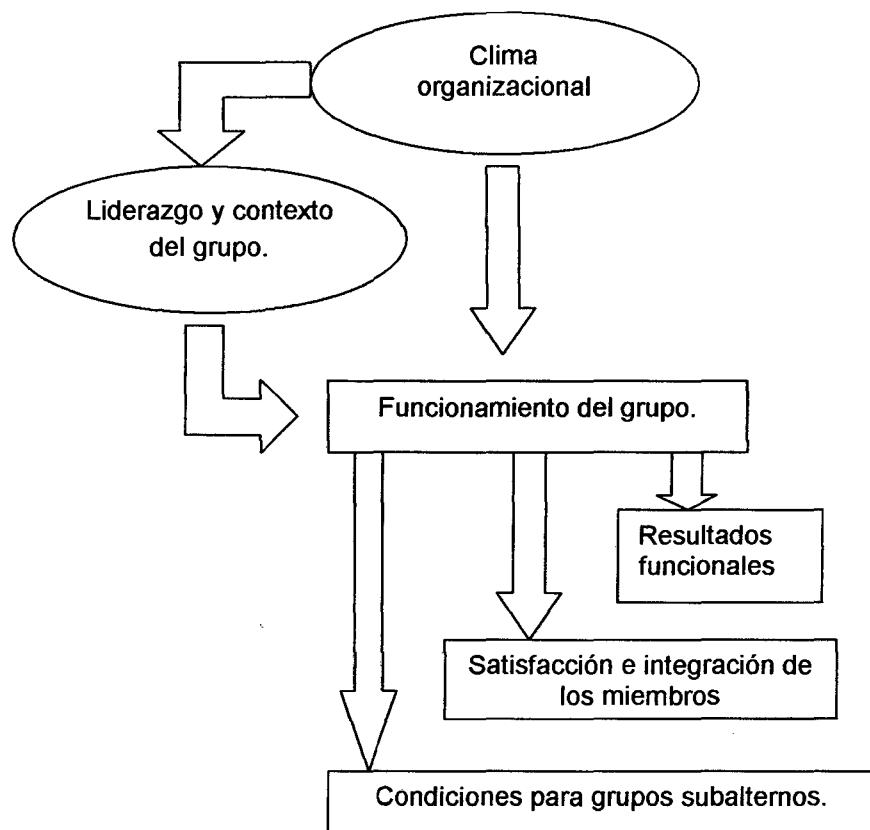 Clima
organizacional
Liderazgo y contexto
del grupo.
Funcionamiento del grupo.
Resultados
funcionales
Satisfacción e integración de
los miembros
Condiciones para grupos subalternos.